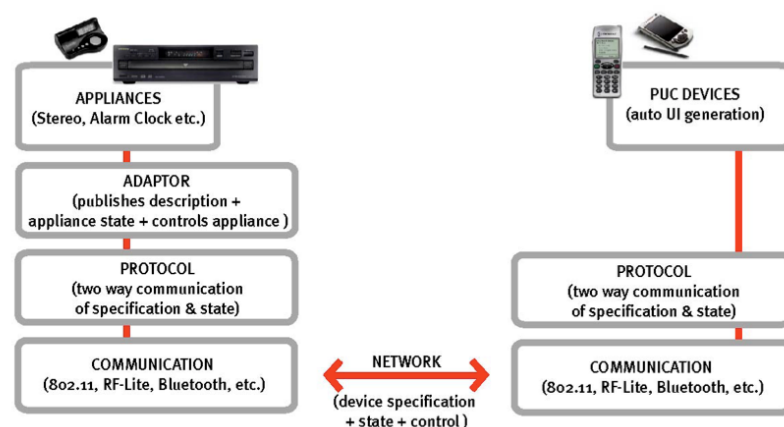 APPLIANCES
(Stereo, Alarm Clock etc.)
ADAPTOR
(publishes description +
appliance state + controls appliance )
PROTOCOL
(two way communication
of specification & state)
COMMUNICATION
(802.11, RF-Lite, Bluetooth, etc.)
NETWORK
(device specification
+ state + control )
PUC DEVICES
(auto UI generation)
PROTOCOL
(two way communication
of specification & state)
COMMUNICATION
(802.11, RF-Lite, Bluetooth, etc.)